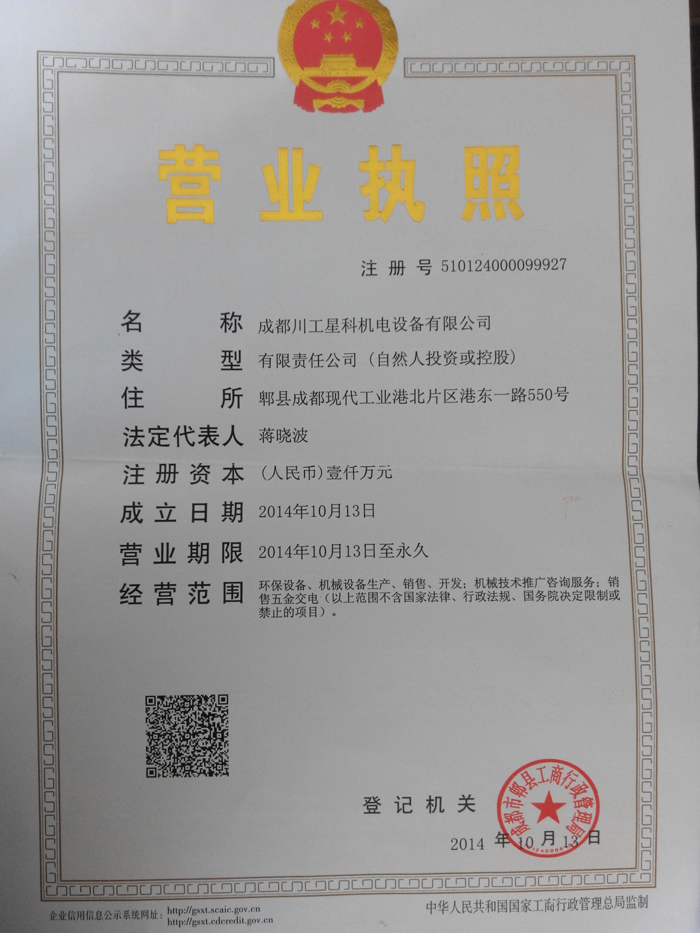 营业执照
注册号 510124000099927
名称 成都川工星科机电设备有限公司
类型 有限责任公司（自然人投资或控股）
住所 郫县成都现代工业港北片区港东一路550号
法定代表人 蒋晓波
注册资本 (人民币)壹仟万元
成立日期 2014年10月13日
营业期限 2014年10月13日至永久
经营范围 环保设备、机械设备生产、销售、开发；机械技术推广咨询服务；销
售五金交电（以上范围不含国家法律、行政法规、国务院决定限制或
禁止的项目）。
登记机关
成都市郫县工商行政管理局
2014 年 10 月 13 日
企业信用信息公示系统网址：
http://gsxt.scaic.gov.cn
http://gsxt.cdcredit.gov.cn
中华人民共和国国家工商行政管理总局监制